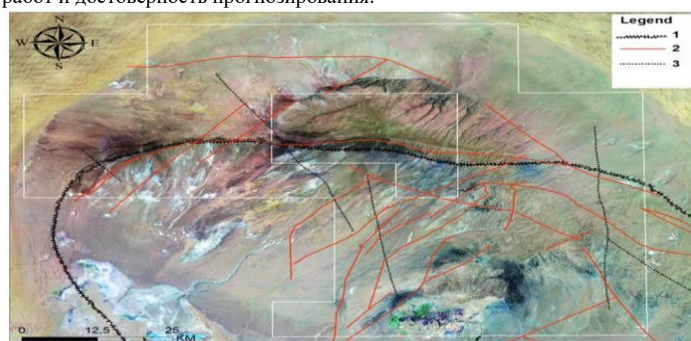 работ и достоверность прогнозирования.
Legend
1
2
3
N
W E
S
0 12,5 25
KM